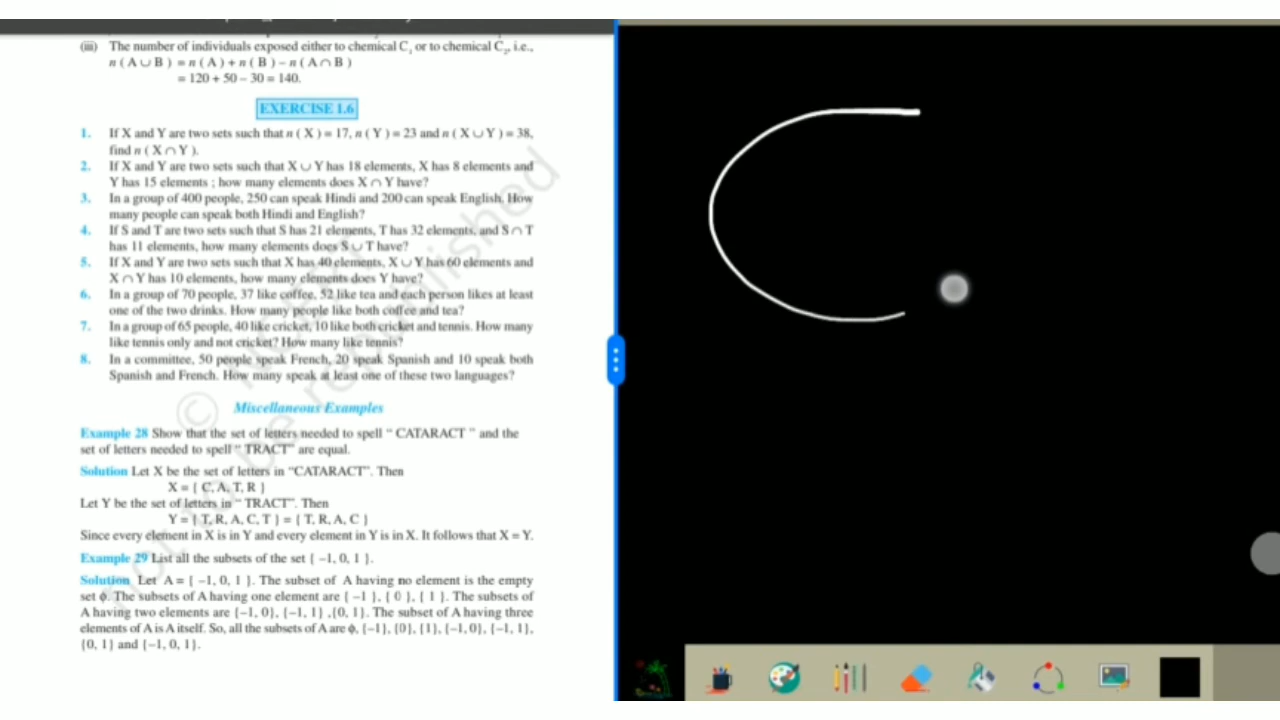 (iii) The number of individuals exposed either to chemical C₁ or to chemical C₂, i.e.,
n ( A ∪ B ) = n ( A ) + n ( B ) – n ( A ∩ B )
= 120 + 50 – 30 = 140.
EXERCISE 1.6
1. If X and Y are two sets such that n ( X ) = 17, n ( Y ) = 23 and n ( X ∪ Y ) = 38,
find n ( X ∩ Y ).
2. If X and Y are two sets such that X ∪ Y has 18 elements, X has 8 elements and
Y has 15 elements ; how many elements does X ∩ Y have?
3. In a group of 400 people, 250 can speak Hindi and 200 can speak English. How
many people can speak both Hindi and English?
4. If S and T are two sets such that S has 21 elements, T has 32 elements, and S ∩ T
has 11 elements, how many elements does S ∪ T have?
5. If X and Y are two sets such that X has 40 elements, X ∪ Y has 60 elements and
X ∩ Y has 10 elements, how many elements does Y have?
6. In a group of 70 people, 37 like coffee, 52 like tea and each person likes at least
one of the two drinks. How many people like both coffee and tea?
7. In a group of 65 people, 40 like cricket, 10 like both cricket and tennis. How many
like tennis only and not cricket? How many like tennis?
8. In a committee, 50 people speak French, 20 speak Spanish and 10 speak both
Spanish and French. How many speak at least one of these two languages?
Miscellaneous Examples
Example 28 Show that the set of letters needed to spell “ CATARACT ” and the
set of letters needed to spell “ TRACT” are equal.
Solution Let X be the set of letters in “CATARACT”. Then
X = { C, A, T, R }
Let Y be the set of letters in “ TRACT”. Then
Y = { T, R, A, C, T } = { T, R, A, C }
Since every element in X is in Y and every element in Y is in X. It follows that X = Y.
Example 29 List all the subsets of the set { –1, 0, 1 }.
Solution Let A = { –1, 0, 1 }. The subset of A having no element is the empty
set φ. The subsets of A having one element are { –1 }, { 0 }, { 1 }. The subsets of
A having two elements are {–1, 0}, {–1, 1} ,{0, 1}. The subset of A having three
elements of A is A itself. So, all the subsets of A are φ, {–1}, {0}, {1}, {–1, 0}, {–1, 1},
{0, 1} and {–1, 0, 1}.
not to be republished